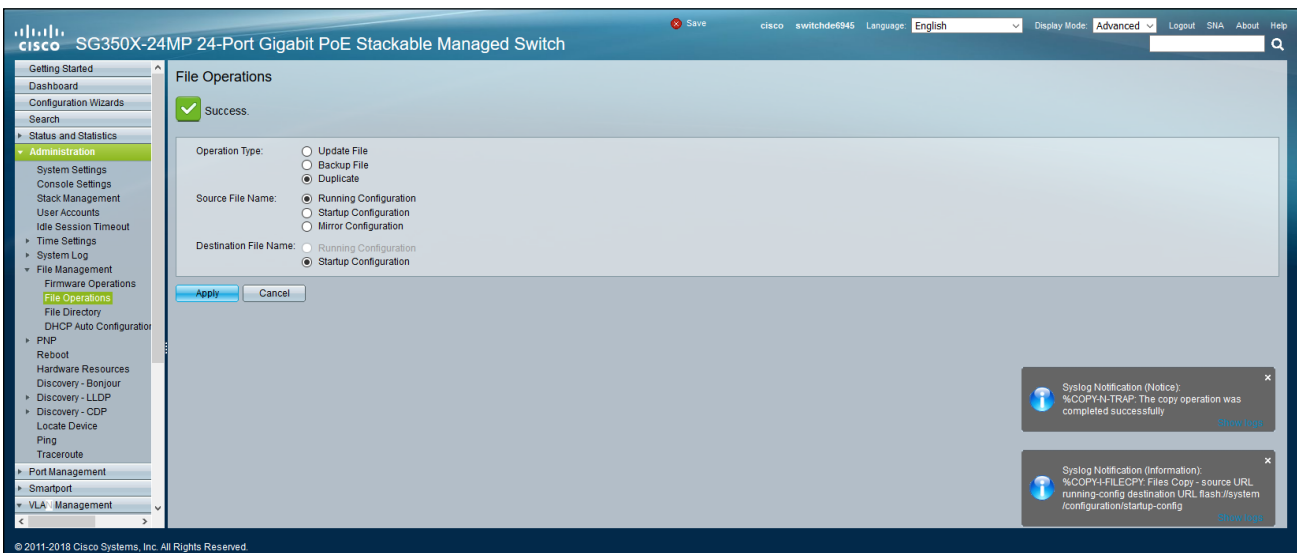 Save cisco switchde6945 Language: English Display Mode: Advanced Logout SNA About Help
cisco SG350X-24MP 24-Port Gigabit PoE Stackable Managed Switch
Getting Started
Dashboard
Configuration Wizards
Search
Status and Statistics
Administration
System Settings
Console Settings
Stack Management
User Accounts
Idle Session Timeout
Time Settings
System Log
File Management
Firmware Operations
File Operations
File Directory
DHCP Auto Configuration
PNP
Reboot
Hardware Resources
Discovery - Bonjour
Discovery - LLDP
Discovery - CDP
Locate Device
Ping
Traceroute
Port Management
Smartport
VLAN Management
File Operations
Success.
Operation Type: Update File
Backup File
Duplicate
Source File Name: Running Configuration
Startup Configuration
Mirror Configuration
Destination File Name: Running Configuration
Startup Configuration
Apply Cancel
Syslog Notification (Notice):
%COPY-N-TRAP: The copy operation was
completed successfully
Syslog Notification (Information):
%COPY-I-FILECPY: Files Copy - source URL
running-config destination URL flash://system
/configuration/startup-config
© 2011-2018 Cisco Systems, Inc. All Rights Reserved.